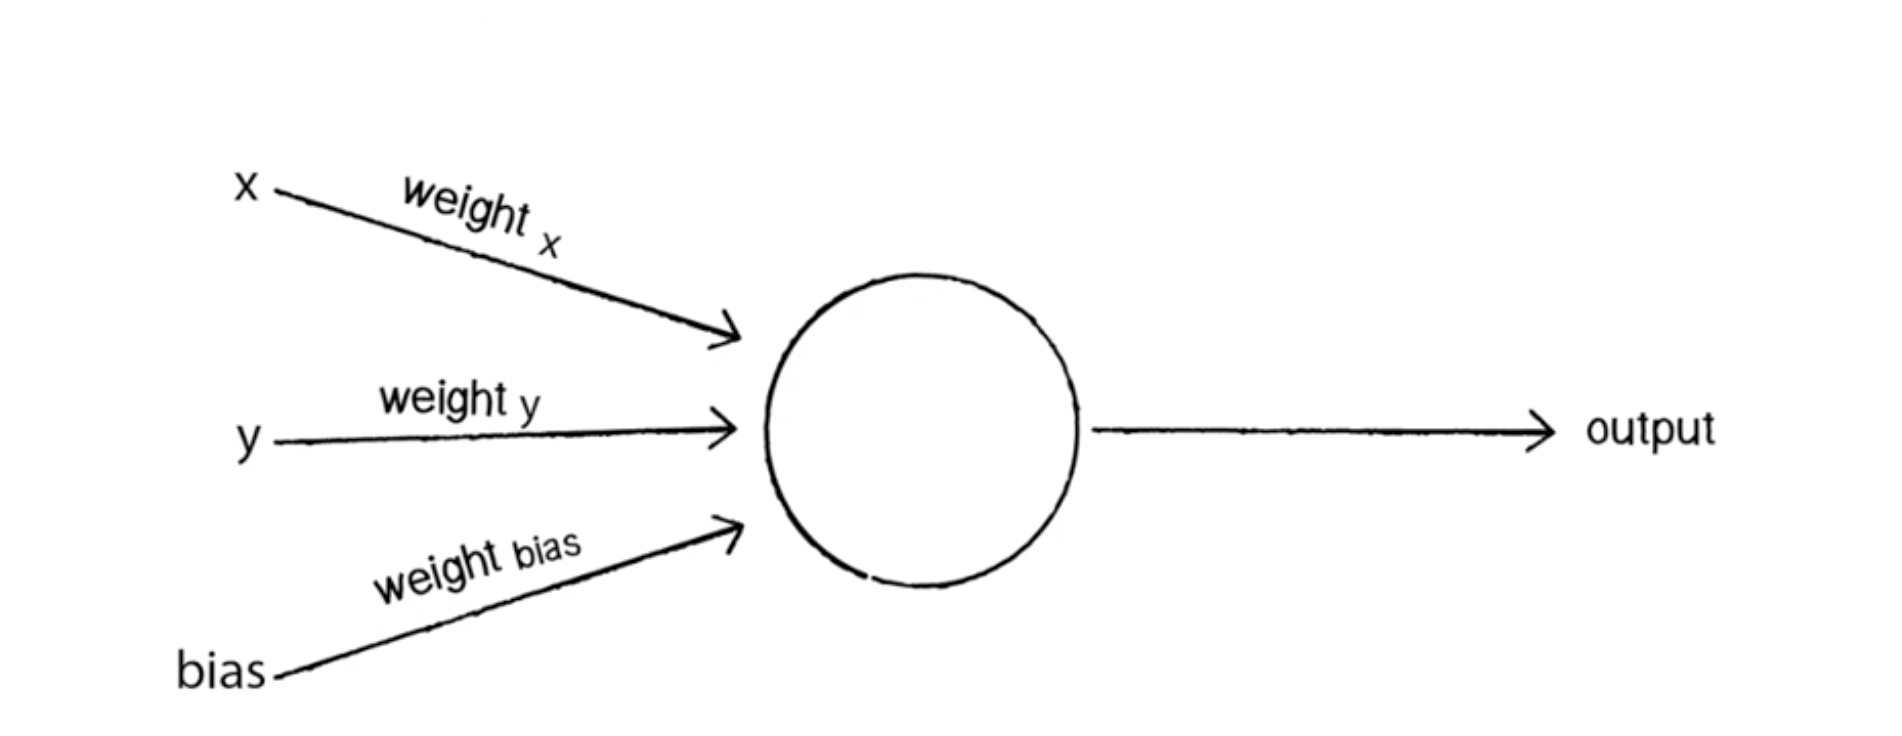 x
weight x
y
weight y
bias
weight bias
output